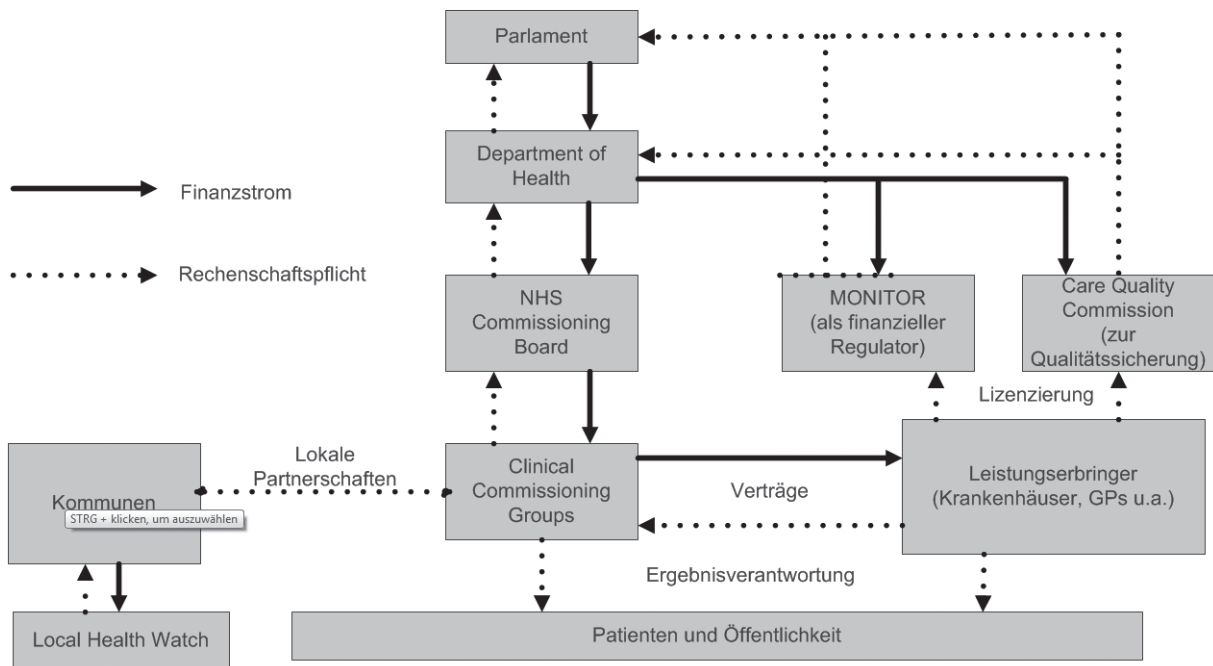 Parlament
Department of
Health
Finanzstrom
Rechenschaftspflicht
NHS
Commissioning
Board
MONITOR
(als finanzieller
Regulator)
Care Quality
Commission
(zur
Qualitätssicherung)
Lizenzierung
Lokale
Partnerschaften
Kommunen
STRG + klicken, um auszuwählen
Clinical
Commissioning
Groups
Verträge
Leistungserbringer
(Krankenhäuser, GPs u.a.)
Ergebnisverantwortung
Local Health Watch
Patienten und Öffentlichkeit